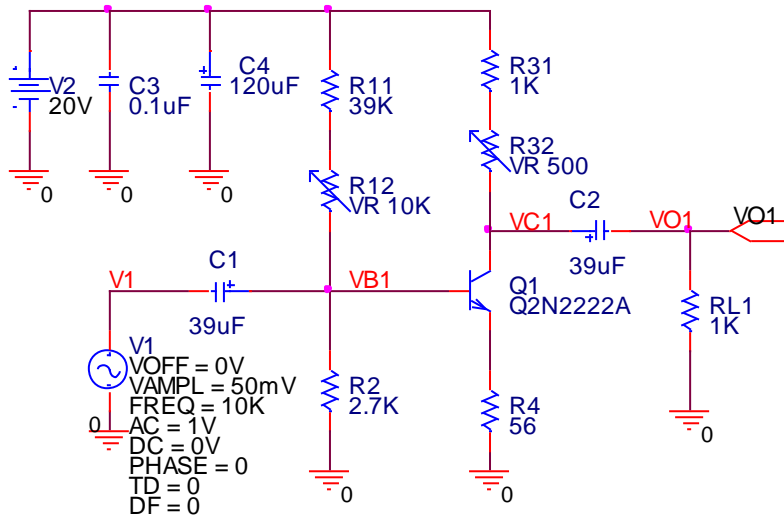 V2
20V
0
C3
0.1uF
0
C4
120uF
0
R11
39K
R12
VR 10K
R31
1K
R32
VR 500
V1
C1
39uF
VB1
VC1
C2
39uF
VO1
VO1
Q1
Q2N2222A
RL1
1K
0
V1
VOFF = 0V
VAMPL = 50mV
FREQ = 10K
AC = 1V
DC = 0V
PHASE = 0
TD = 0
DF = 0
0
R2
2.7K
0
R4
56
0